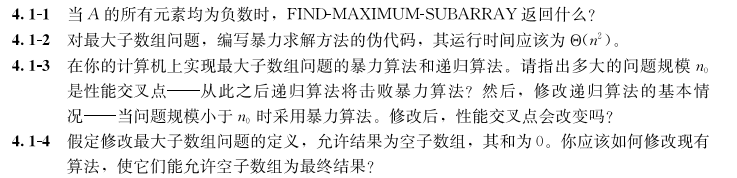 4.1-1 当 A 的所有元素均为负数时，FIND-MAXIMUM-SUBARRAY 返回什么？
4.1-2 对最大子数组问题，编写暴力求解方法的伪代码，其运行时间应该为 Θ(n²)。
4.1-3 在你的计算机上实现最大子数组问题的暴力算法和递归算法。请指出多大的问题规模 n₀
是性能交叉点——从此之后递归算法将击败暴力算法？然后，修改递归算法的基本情
况——当问题规模小于 n₀ 时采用暴力算法。修改后，性能交叉点会改变吗？
4.1-4 假定修改最大子数组问题的定义，允许结果为空子数组，其和为 0。你应该如何修改现有
算法，使它们能允许空子数组为最终结果？